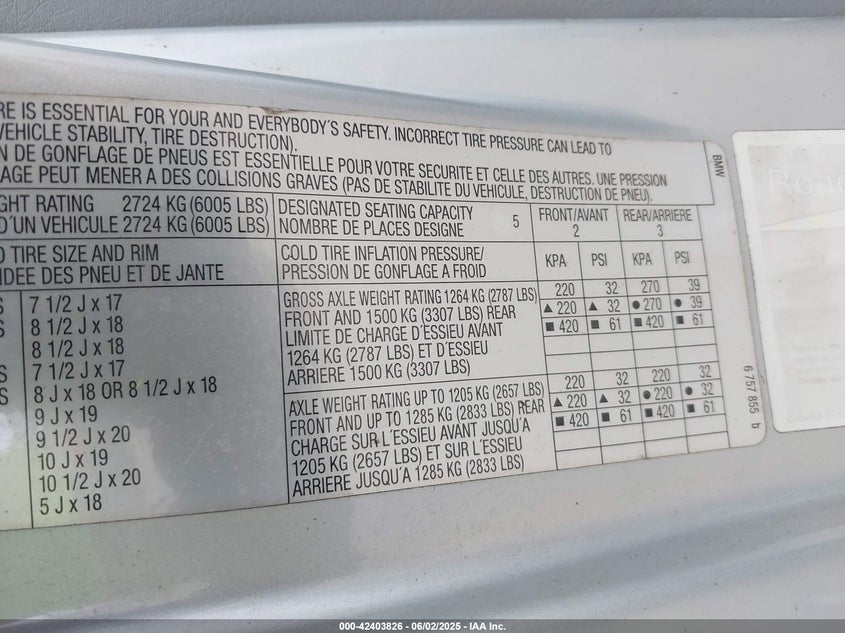 RE IS ESSENTIAL FOR YOUR AND EVERYBODY'S SAFETY. INCORRECT TIRE PRESSURE CAN LEAD TO
VEHICLE STABILITY, TIRE DESTRUCTION).
N DE GONFLAGE DE PNEUS EST ESSENTIELLE POUR VOTRE SECURITE ET CELLE DES AUTRES. UNE PRESSION
LAGE PEUT MENER A DES COLLISIONS GRAVES (PAS DE STABILITE DU VEHICULE, DESTRUCTION DE PNEU).
GHT RATING 2724 KG (6005 LBS)
D'UN VEHICULE 2724 KG (6005 LBS)
DESIGNATED SEATING CAPACITY
NOMBRE DE PLACES DESIGNE
5
FRONT/AVANT
2
REAR/ARRIERE
3
D TIRE SIZE AND RIM
IDEE DES PNEU ET DE JANTE
COLD TIRE INFLATION PRESSURE/
PRESSION DE GONFLAGE A FROID
KPA PSI KPA PSI
S 7 1/2 J x 17
S 8 1/2 J x 18
8 1/2 J x 18
S 7 1/2 J x 17
S 8 J x 18 OR 8 1/2 J x 18
9 J x 19
9 1/2 J x 20
10 J x 19
10 1/2 J x 20
5 J x 18
GROSS AXLE WEIGHT RATING 1264 KG (2787 LBS)
FRONT AND 1500 KG (3307 LBS) REAR
LIMITE DE CHARGE D'ESSIEU AVANT
1264 KG (2787 LBS) ET D'ESSIEU
ARRIERE 1500 KG (3307 LBS)
220 32 270 39
▲ 220 ▲ 32 ● 270 ● 39
■ 420 ■ 61 ■ 420 ■ 61
AXLE WEIGHT RATING UP TO 1205 KG (2657 LBS)
FRONT AND UP TO 1285 KG (2833 LBS) REAR
CHARGE SUR L'ESSIEU AVANT JUSQU'A
1205 KG (2657 LBS) ET SUR L'ESSIEU
ARRIERE JUSQU'A 1285 KG (2833 LBS)
220 32 220 32
▲ 220 ▲ 32 ● 220 ● 32
■ 420 ■ 61 ■ 420 ■ 61
BMW
6 757 855 b
000-42403826 - 06/02/2025 - IAA Inc.